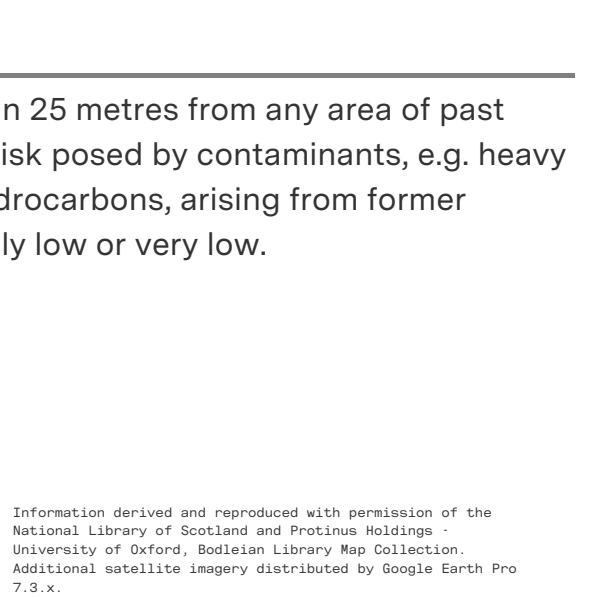 n 25 metres from any area of past
isk posed by contaminants, e.g. heavy
drocarbons, arising from former
ly low or very low.
Information derived and reproduced with permission of the
National Library of Scotland and Protinus Holdings -
University of Oxford, Bodleian Library Map Collection.
Additional satellite imagery distributed by Google Earth Pro
7.3.x.